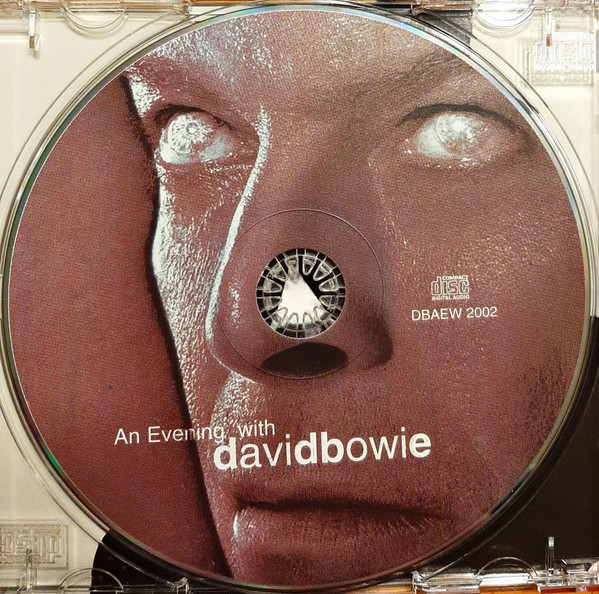 COMPACT
disc
DIGITAL AUDIO
DBAEW 2002
An Evening with
davidbowie